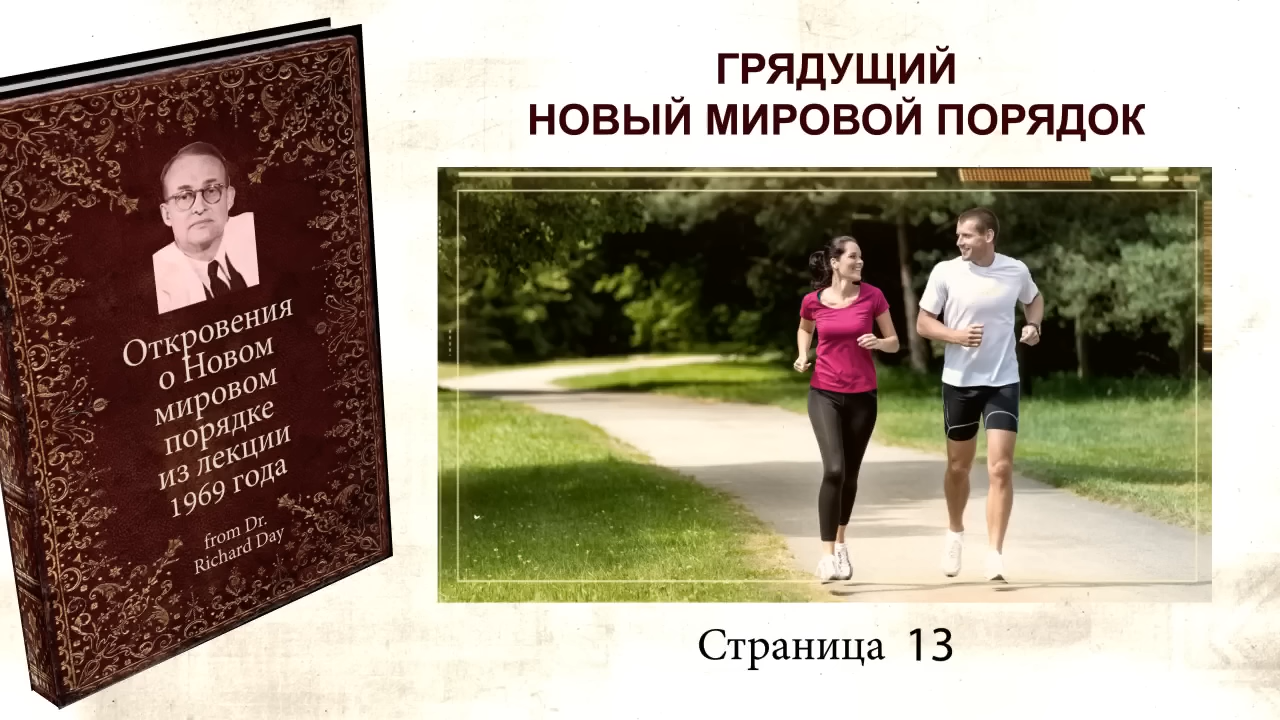 Откровения
о Новом
мировом
порядке
из лекции
1969 года
from Dr.
Richard Day
ГРЯДУЩИЙ
НОВЫЙ МИРОВОЙ ПОРЯДОК
Страница 13